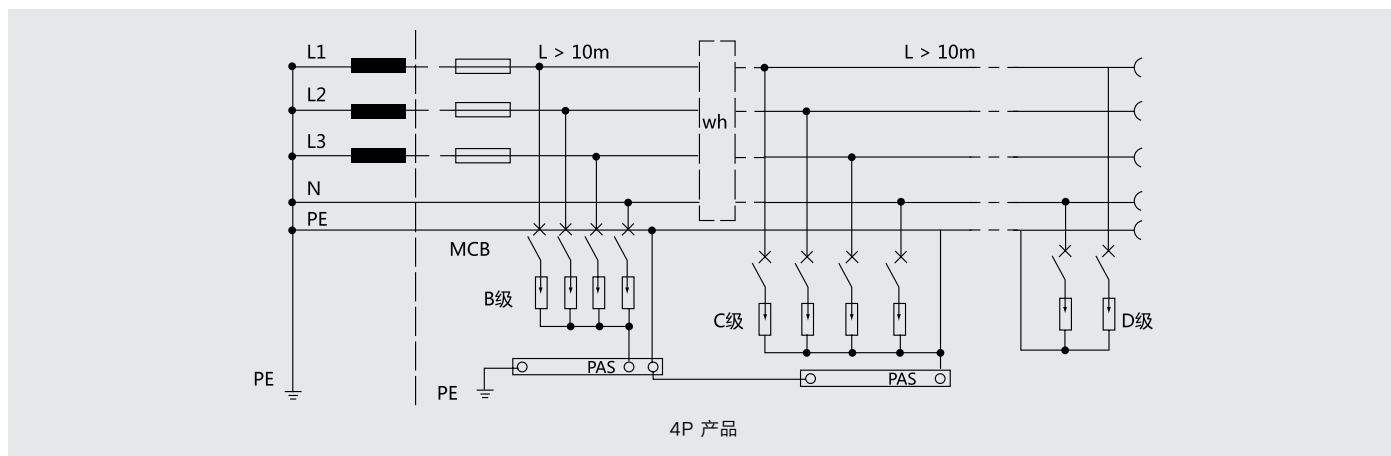 L1
L > 10m
L > 10m
L2
wh
L3
N
PE
MCB
B级
C级
D级
PAS
PE
PE
PAS
4P 产品